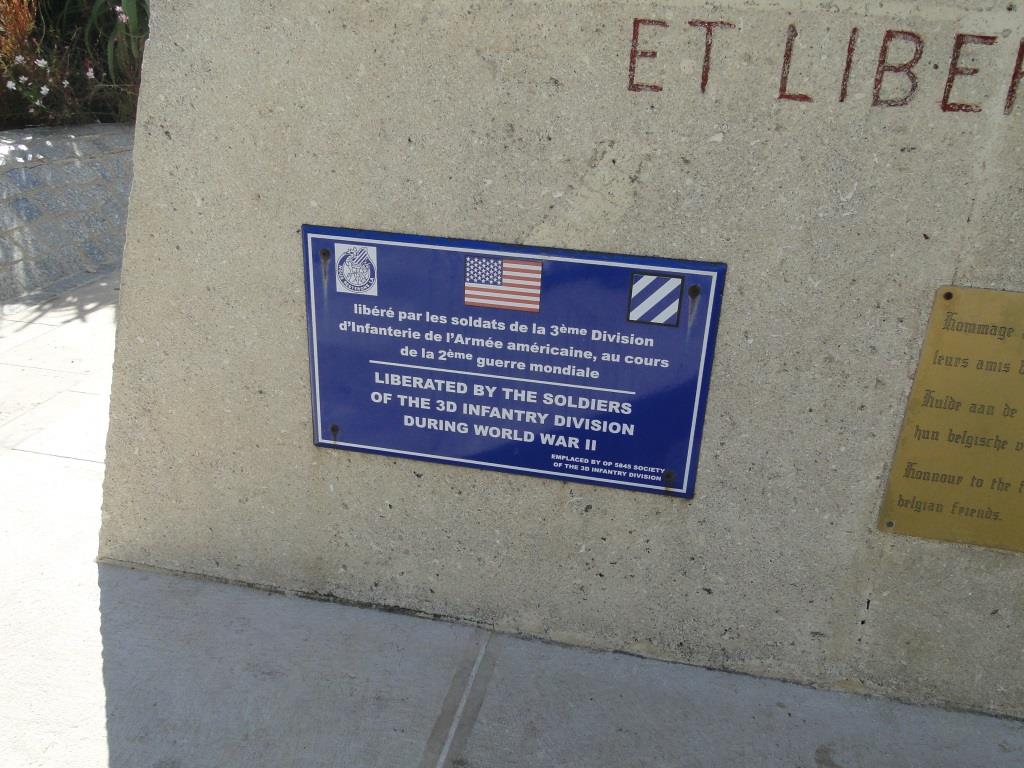 ET LIBER
libéré par les soldats de la 3ème Division
d'Infanterie de l'Armée américaine, au cours
de la 2ème guerre mondiale
LIBERATED BY THE SOLDIERS
OF THE 3D INFANTRY DIVISION
DURING WORLD WAR II
EMPLACED BY OP 5845 SOCIETY
OF THE 3D INFANTRY DIVISION
Hommage
leurs amis
Hulde aan de
hun belgische
Honnour to the
belgian friends.